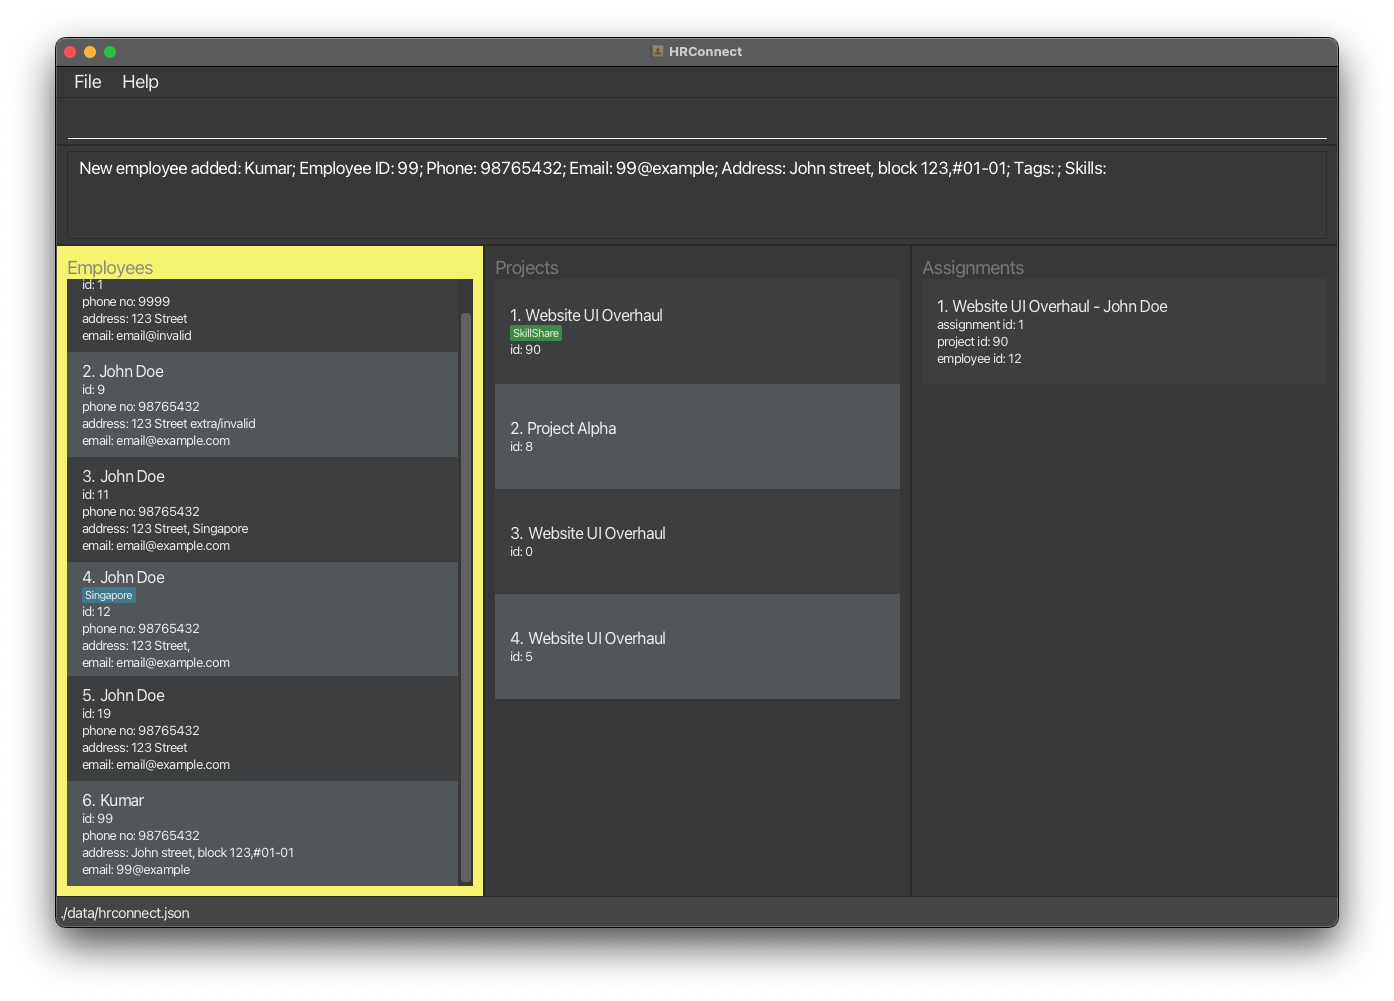 HRConnect
File Help
New employee added: Kumar; Employee ID: 99; Phone: 98765432; Email: 99@example; Address: John street, block 123,#01-01; Tags: ; Skills:
Employees
id: 1
phone no: 9999
address: 123 Street
email: email@invalid
2. John Doe
id: 9
phone no: 98765432
address: 123 Street extra/invalid
email: email@example.com
3. John Doe
id: 11
phone no: 98765432
address: 123 Street, Singapore
email: email@example.com
4. John Doe
Singapore
id: 12
phone no: 98765432
address: 123 Street,
email: email@example.com
5. John Doe
id: 19
phone no: 98765432
address: 123 Street
email: email@example.com
6. Kumar
id: 99
phone no: 98765432
address: John street, block 123,#01-01
email: 99@example
Projects
1. Website UI Overhaul
SkillShare
id: 90
2. Project Alpha
id: 8
3. Website UI Overhaul
id: 0
4. Website UI Overhaul
id: 5
Assignments
1. Website UI Overhaul - John Doe
assignment id: 1
project id: 90
employee id: 12
./data/hrconnect.json